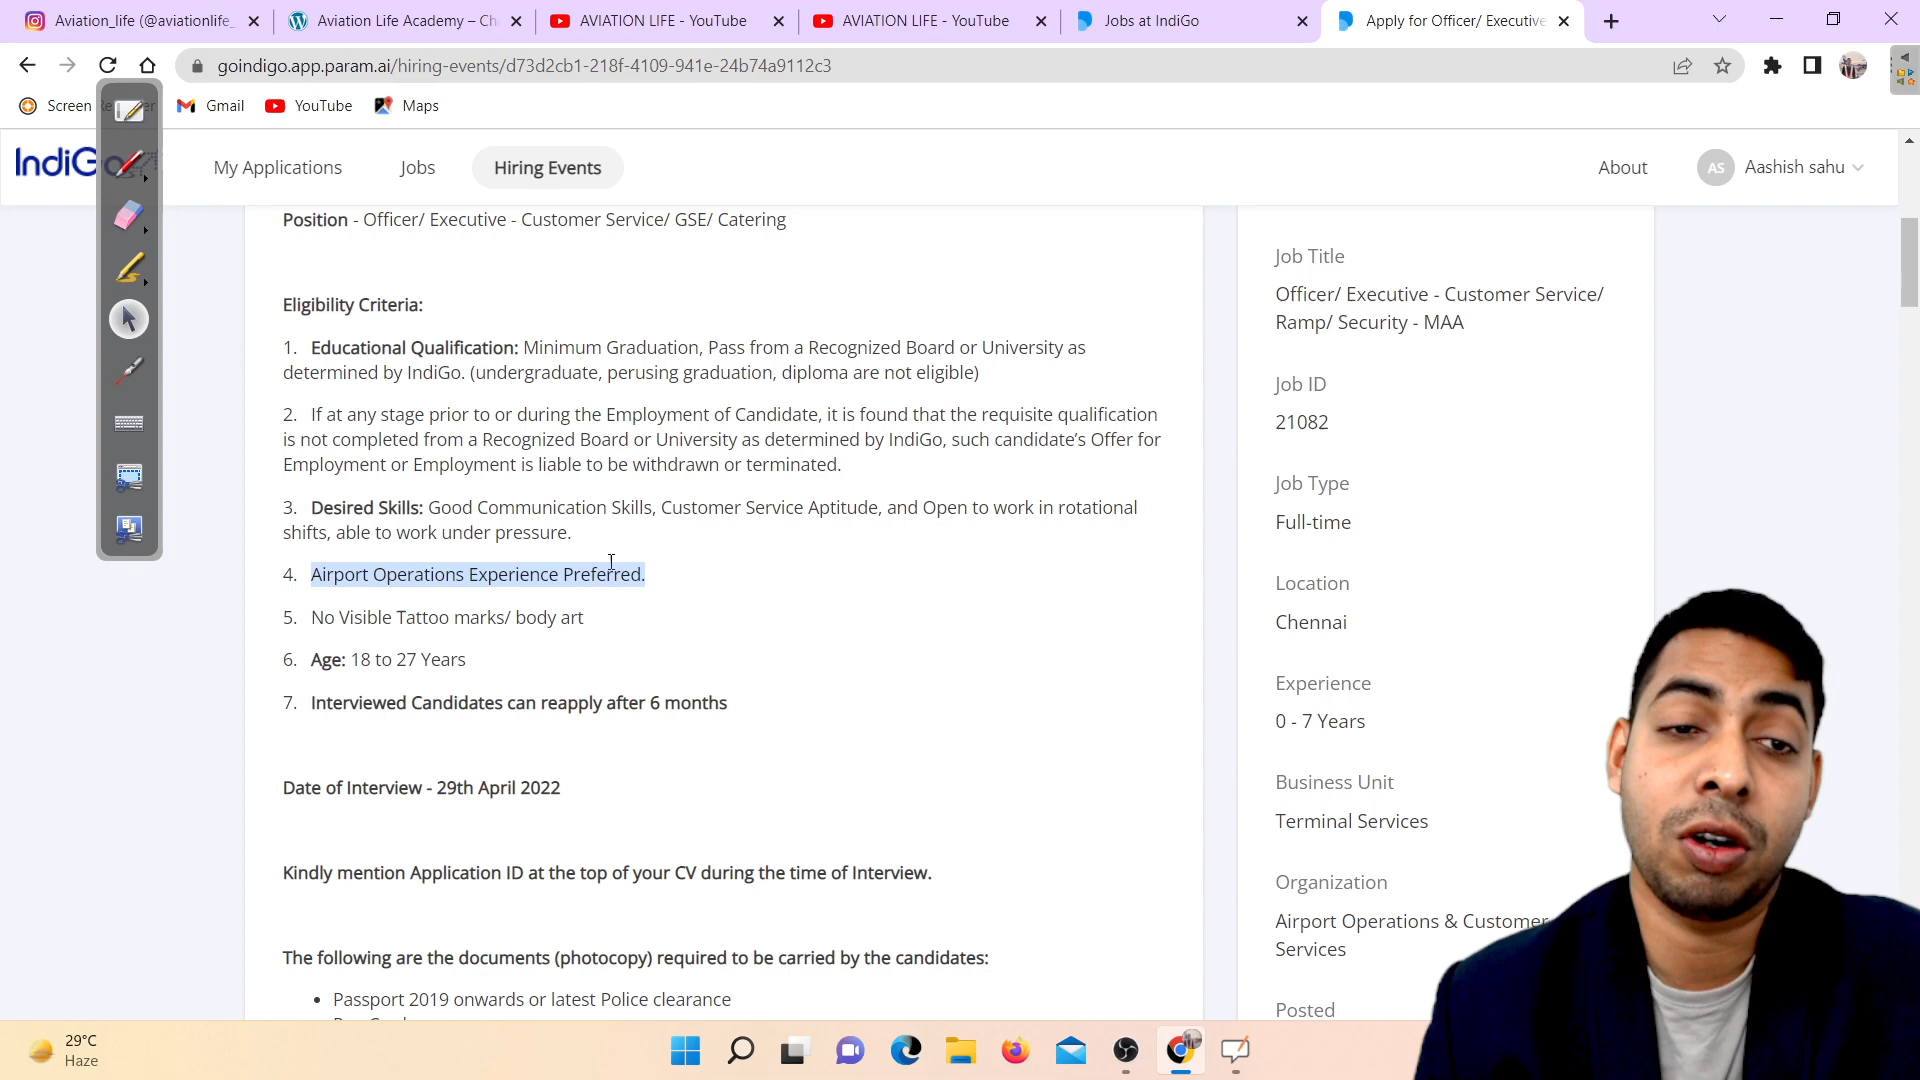 Aviation_life (@aviationlife_
Aviation Life Academy – Ch
AVIATION LIFE - YouTube
AVIATION LIFE - YouTube
Jobs at IndiGo
Apply for Officer/ Executive
goindigo.app.param.ai/hiring-events/d73d2cb1-218f-4109-941e-24b74a9112c3
Screen
Gmail
YouTube
Maps
IndiGo
My Applications
Jobs
Hiring Events
About
AS
Aashish sahu
Position - Officer/ Executive - Customer Service/ GSE/ Catering
Eligibility Criteria:
1. Educational Qualification: Minimum Graduation, Pass from a Recognized Board or University as
determined by IndiGo. (undergraduate, perusing graduation, diploma are not eligible)
2. If at any stage prior to or during the Employment of Candidate, it is found that the requisite qualification
is not completed from a Recognized Board or University as determined by IndiGo, such candidate's Offer for
Employment or Employment is liable to be withdrawn or terminated.
3. Desired Skills: Good Communication Skills, Customer Service Aptitude, and Open to work in rotational
shifts, able to work under pressure.
4. Airport Operations Experience Preferred.
5. No Visible Tattoo marks/ body art
6. Age: 18 to 27 Years
7. Interviewed Candidates can reapply after 6 months
Date of Interview - 29th April 2022
Kindly mention Application ID at the top of your CV during the time of Interview.
The following are the documents (photocopy) required to be carried by the candidates:
• Passport 2019 onwards or latest Police clearance
Job Title
Officer/ Executive - Customer Service/
Ramp/ Security - MAA
Job ID
21082
Job Type
Full-time
Location
Chennai
Experience
0 - 7 Years
Business Unit
Terminal Services
Organization
Airport Operations & Customer
Services
Posted
29°C
Haze